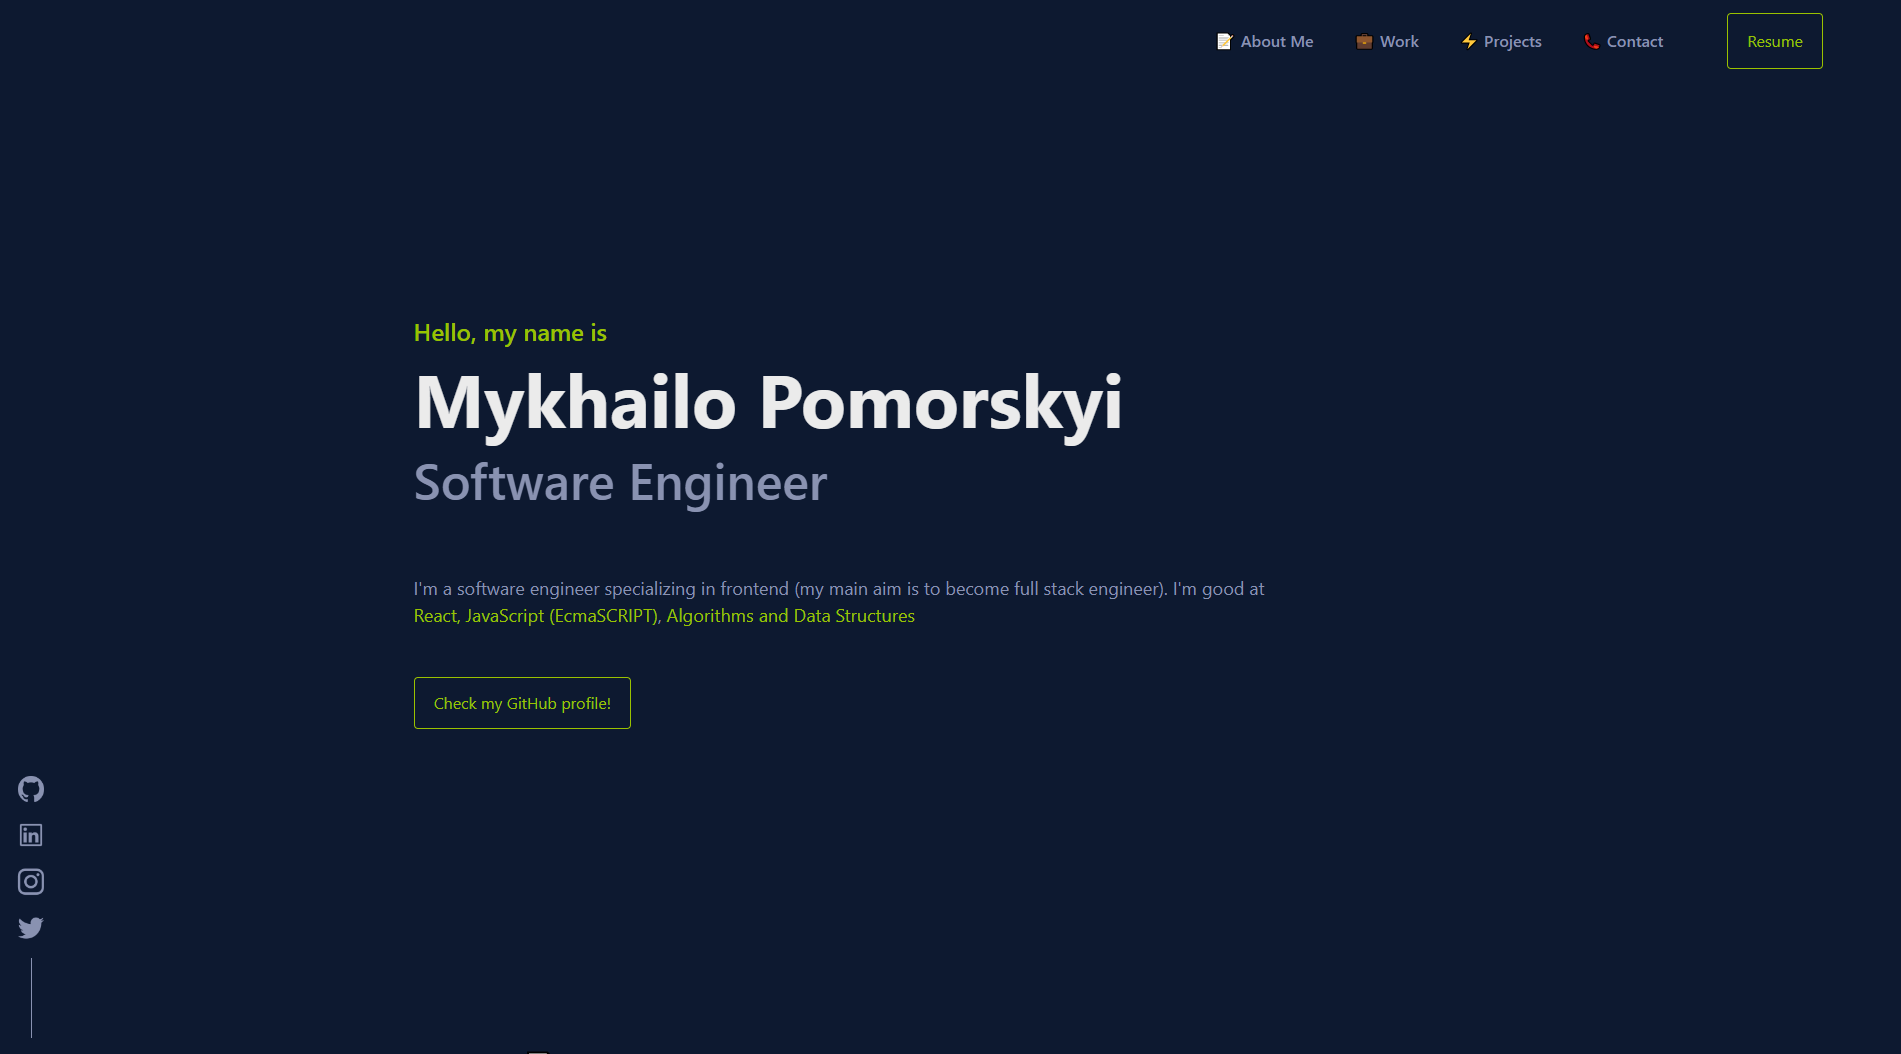 About Me
Work
Projects
Contact
Resume
Hello, my name is
Mykhailo Pomorskyi
Software Engineer
I'm a software engineer specializing in frontend (my main aim is to become full stack engineer). I'm good at
React, JavaScript (EcmaSCRIPT), Algorithms and Data Structures
Check my GitHub profile!
in